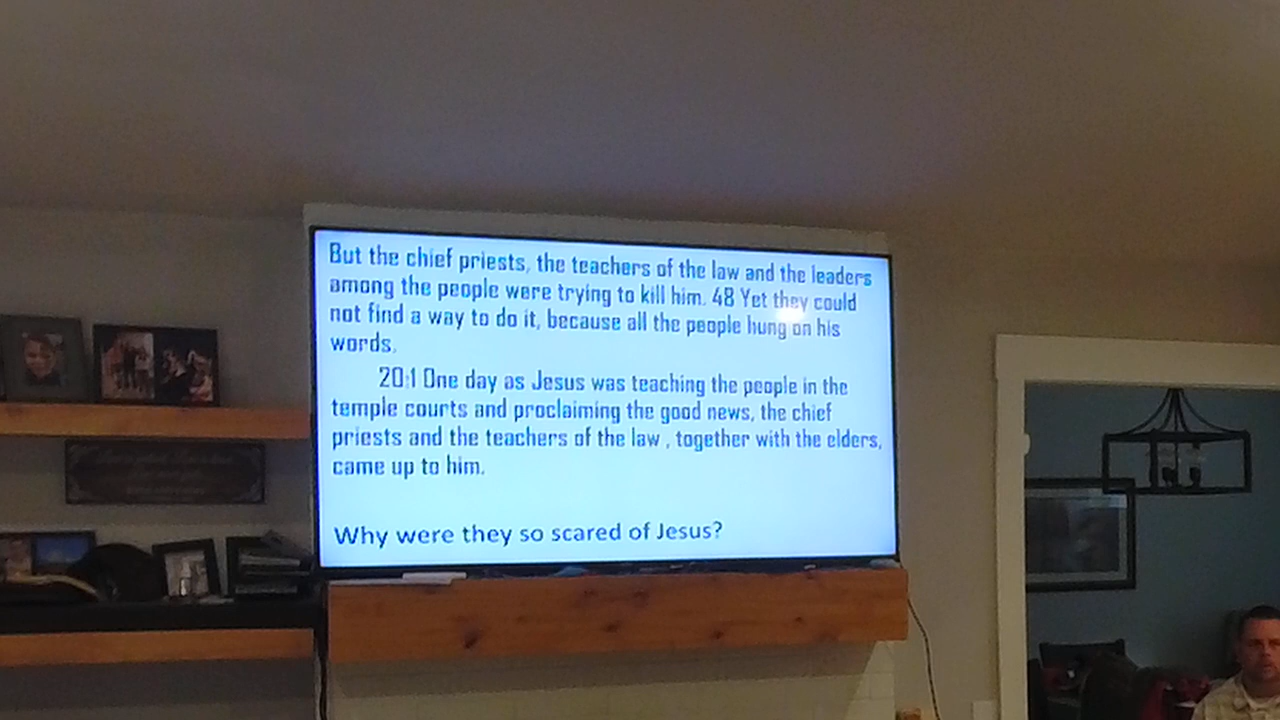 But the chief priests, the teachers of the law and the leaders
among the people were trying to kill him. 48 Yet they could
not find a way to do it, because all the people hung on his
words.
20:1 One day as Jesus was teaching the people in the
temple courts and proclaiming the good news, the chief
priests and the teachers of the law , together with the elders,
came up to him.
Why were they so scared of Jesus?